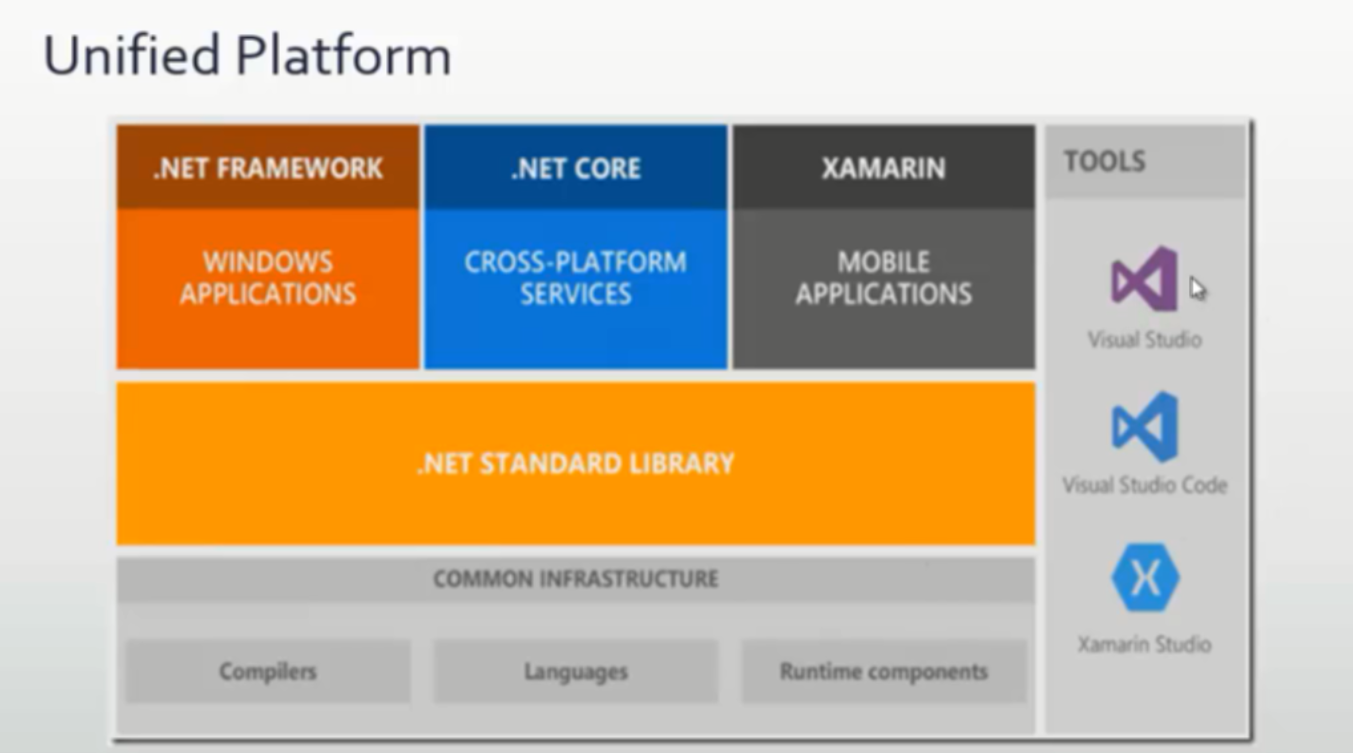 Unified Platform
.NET FRAMEWORK
WINDOWS
APPLICATIONS
.NET CORE
CROSS-PLATFORM
SERVICES
XAMARIN
MOBILE
APPLICATIONS
.NET STANDARD LIBRARY
COMMON INFRASTRUCTURE
Compilers
Languages
Runtime components
TOOLS
Visual Studio
Visual Studio Code
X
Xamarin Studio